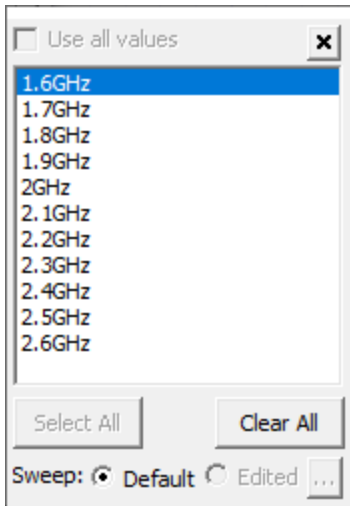 Use all values
1.6GHz
1.7GHz
1.8GHz
1.9GHz
2GHz
2.1GHz
2.2GHz
2.3GHz
2.4GHz
2.5GHz
2.6GHz
Select All Clear All
Sweep: Default Edited ...